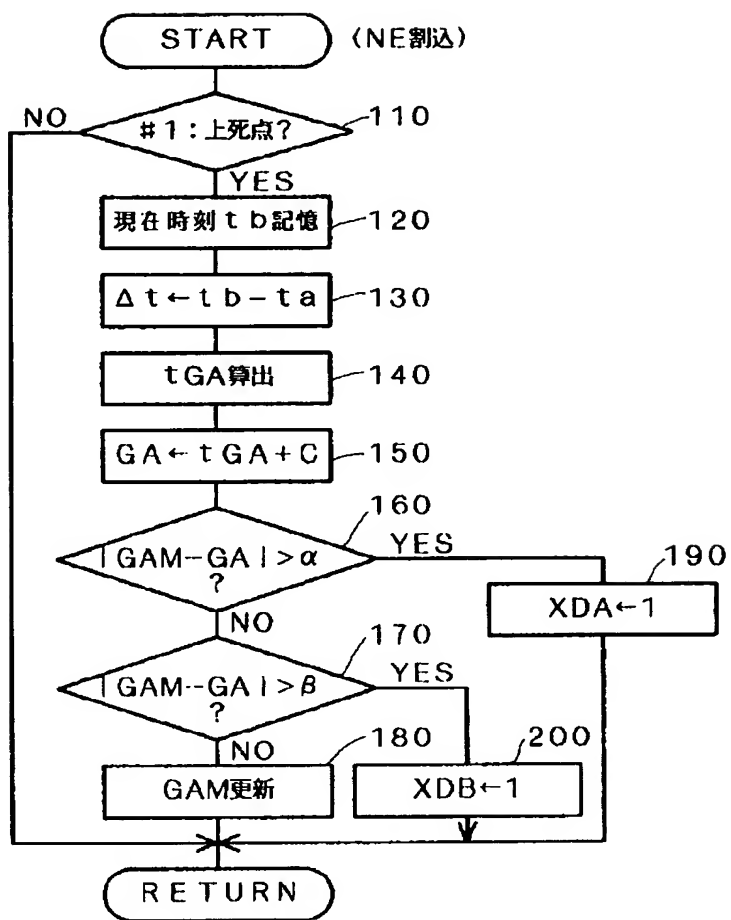 START (NE割込)
NO
#1:上死点?
110
YES
現在時刻tb記憶
120
Δt←tb-ta
130
tGA算出
140
GA←tGA+C
150
160
|GAM-GA|>α
?
YES
190
XDA←1
NO
170
|GAM-GA|>β
?
YES
NO
180
200
GAM更新
XDB←1
RETURN